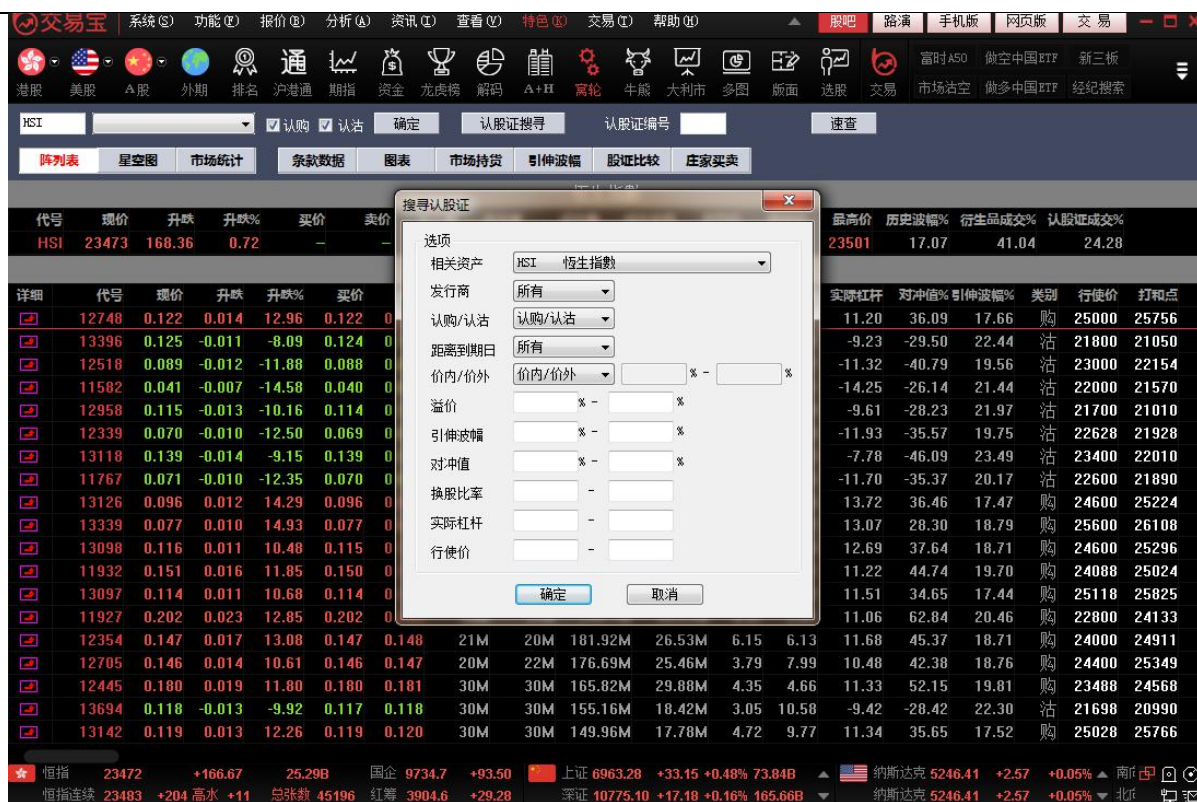 交易宝 系统(S) 功能(F) 报价(B) 分析(A) 资讯(I) 查看(V) 特色(K) 交易(T) 帮助(H) 股吧 路演 手机版 网页版 交 易
富时A50 做空中国ETF 新三板
港股 美股 A股 外期 排名 沪港通 期指 资金 龙虎榜 解码 A+H 窝轮 牛熊 大利市 多图 版面 选股 交易 市场沽空 做多中国ETF 经纪搜索
HSI 认购 认沽 确定 认股证搜寻 认股证编号 速查
阵列表 星空图 市场统计 条款数据 图表 市场持货 引伸波幅 股证比较 庄家买卖
搜寻认股证
代号 现价 升跌 升跌% 买价 卖价 最高价 历史波幅% 衍生品成交% 认股证成交%
HSI 23473 168.36 0.72 – – 23501 17.07 41.04 24.28
选项
相关资产 HSI 恆生指數
发行商 所有
认购/认沽 认购/认沽
距离到期日 所有
价内/价外 价内/价外 % - %
溢价 % - %
引伸波幅 % - %
对冲值 % - %
换股比率 -
实际杠杆 -
行使价 -
确定 取消
详细 代号 现价 升跌 升跌% 买价 实际杠杆 对冲值% 引伸波幅% 类别 行使价 打和点
12748 0.122 0.014 12.96 0.122 11.20 36.09 17.66 购 25000 25756
13396 0.125 -0.011 -8.09 0.124 -9.23 -29.50 22.44 沽 21800 21050
12518 0.089 -0.012 -11.88 0.088 -11.32 -40.79 19.56 沽 23000 22154
11582 0.041 -0.007 -14.58 0.040 -14.25 -26.14 21.44 沽 22000 21570
12958 0.115 -0.013 -10.16 0.114 -9.61 -28.23 21.97 沽 21700 21010
12339 0.070 -0.010 -12.50 0.069 -11.93 -35.57 19.75 沽 22628 21928
13118 0.139 -0.014 -9.15 0.139 -7.78 -46.09 23.49 沽 23400 22010
11767 0.071 -0.010 -12.35 0.070 -11.70 -35.37 20.17 沽 22600 21890
13126 0.096 0.012 14.29 0.096 13.72 36.46 17.47 购 24600 25224
13339 0.077 0.010 14.93 0.077 13.07 28.30 18.79 购 25600 26108
13098 0.116 0.011 10.48 0.115 12.69 37.64 18.71 购 24600 25296
11932 0.151 0.016 11.85 0.150 11.22 44.74 19.70 购 24088 25024
13097 0.114 0.011 10.68 0.114 11.51 34.65 17.44 购 25118 25825
11927 0.202 0.023 12.85 0.202 11.06 62.84 20.46 购 22800 24133
12354 0.147 0.017 13.08 0.147 0.148 21M 20M 181.92M 26.53M 6.15 6.13 11.68 45.37 18.71 购 24000 24911
12705 0.146 0.014 10.61 0.146 0.147 20M 22M 176.69M 25.46M 3.79 7.99 10.48 42.38 18.76 购 24400 25349
12445 0.180 0.019 11.80 0.180 0.181 30M 30M 165.82M 29.88M 4.35 4.66 11.33 52.15 19.81 购 23488 24568
13694 0.118 -0.013 -9.92 0.117 0.118 30M 30M 155.16M 18.42M 3.05 10.58 -9.42 -28.42 22.30 沽 21698 20990
13142 0.119 0.013 12.26 0.119 0.120 30M 30M 149.96M 17.78M 4.72 9.77 11.34 35.65 17.52 购 25028 25766
恒指 23472 +166.67 25.29B 国企 9734.7 +93.50 上证 6963.28 +33.15 +0.48% 73.84B 纳斯达克 5246.41 +2.57 +0.05%
恒指连续 23483 +204 高水 +11 总张数 45196 红筹 3904.6 +29.28 深证 10775.10 +17.18 +0.16% 165.66B 纳斯达克 5246.41 +2.57 +0.05%